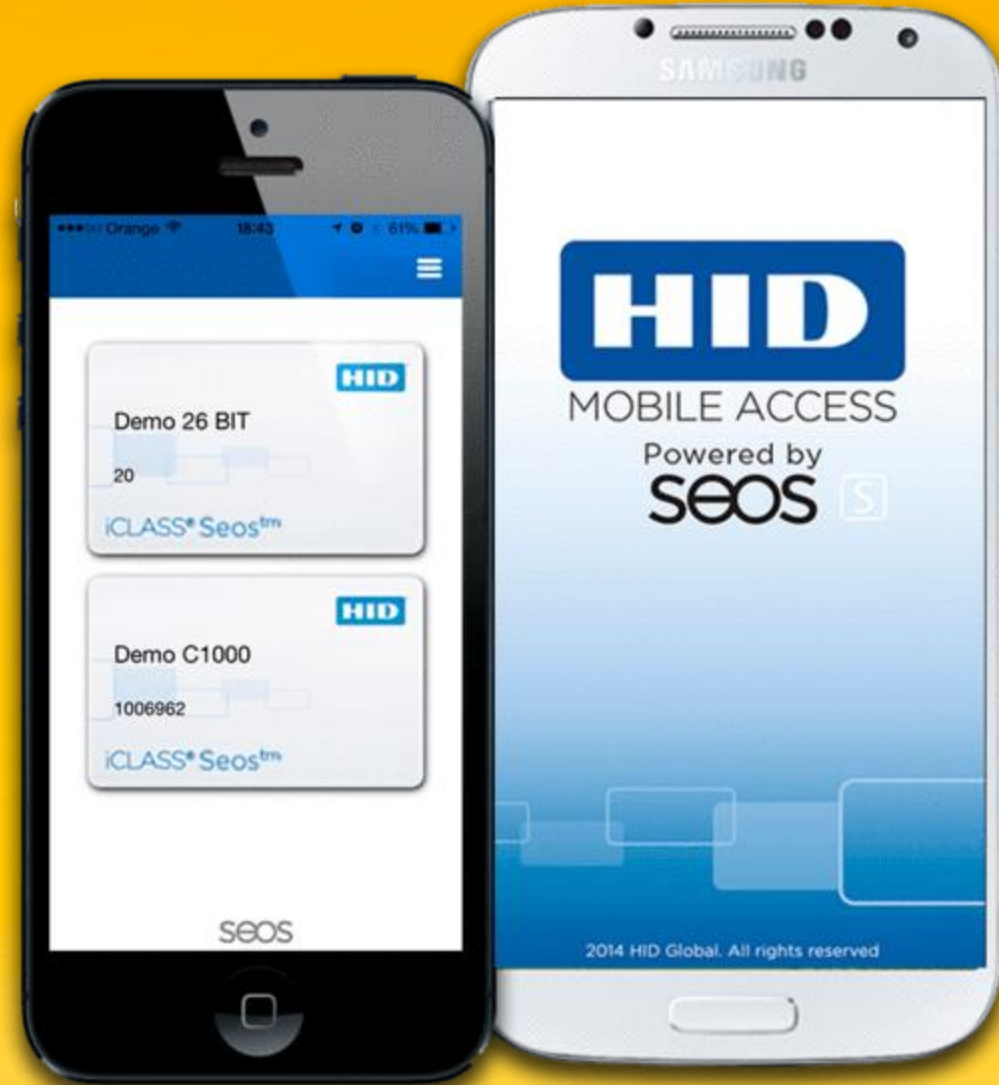 Orange 18:43 61%
HID
Demo 26 BIT
20
iCLASS® Seos™
HID
Demo C1000
1006962
iCLASS® Seos™
seos
SAMSUNG
HID
MOBILE ACCESS
Powered by
seos S
2014 HID Global. All rights reserved